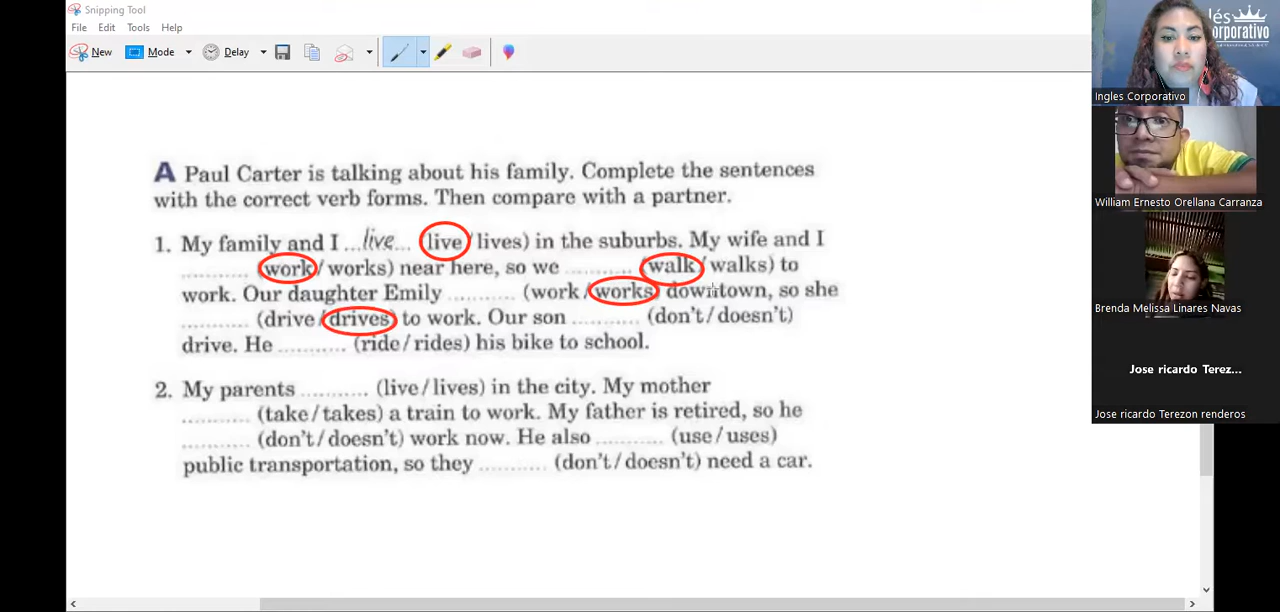 Snipping Tool
File Edit Tools Help
New Mode Delay
lés
corporativo
Ingles Corporativo
William Ernesto Orellana Carranza
Brenda Melissa Linares Navas
Jose ricardo Terez...
Jose ricardo Terezon renderos
A Paul Carter is talking about his family. Complete the sentences
with the correct verb forms. Then compare with a partner.
1. My family and I ...live... (live/lives) in the suburbs. My wife and I
.......... (work/works) near here, so we .......... (walk/walks) to
work. Our daughter Emily .......... (work/works) downtown, so she
.......... (drive/drives) to work. Our son .......... (don't/doesn't)
drive. He .......... (ride/rides) his bike to school.
2. My parents .......... (live/lives) in the city. My mother
.......... (take/takes) a train to work. My father is retired, so he
.......... (don't/doesn't) work now. He also .......... (use/uses)
public transportation, so they .......... (don't/doesn't) need a car.